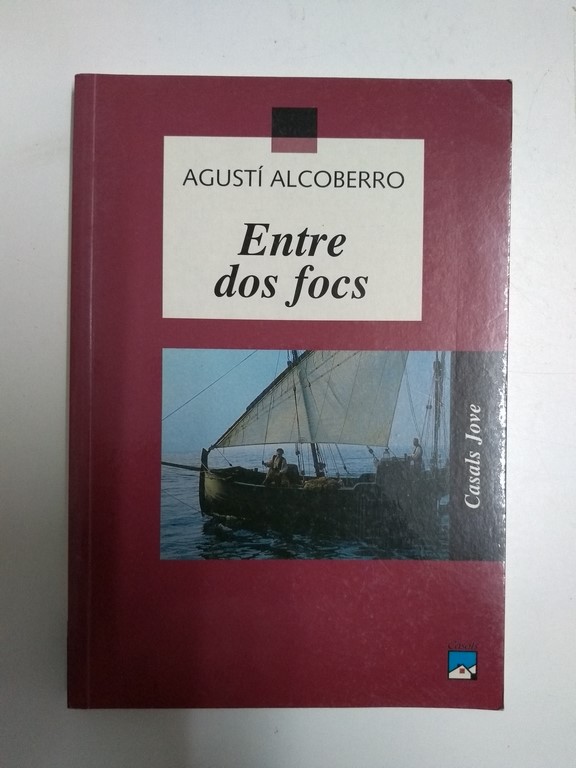 AGUSTÍ ALCOBERRO
Entre
dos focs
Casals Jove